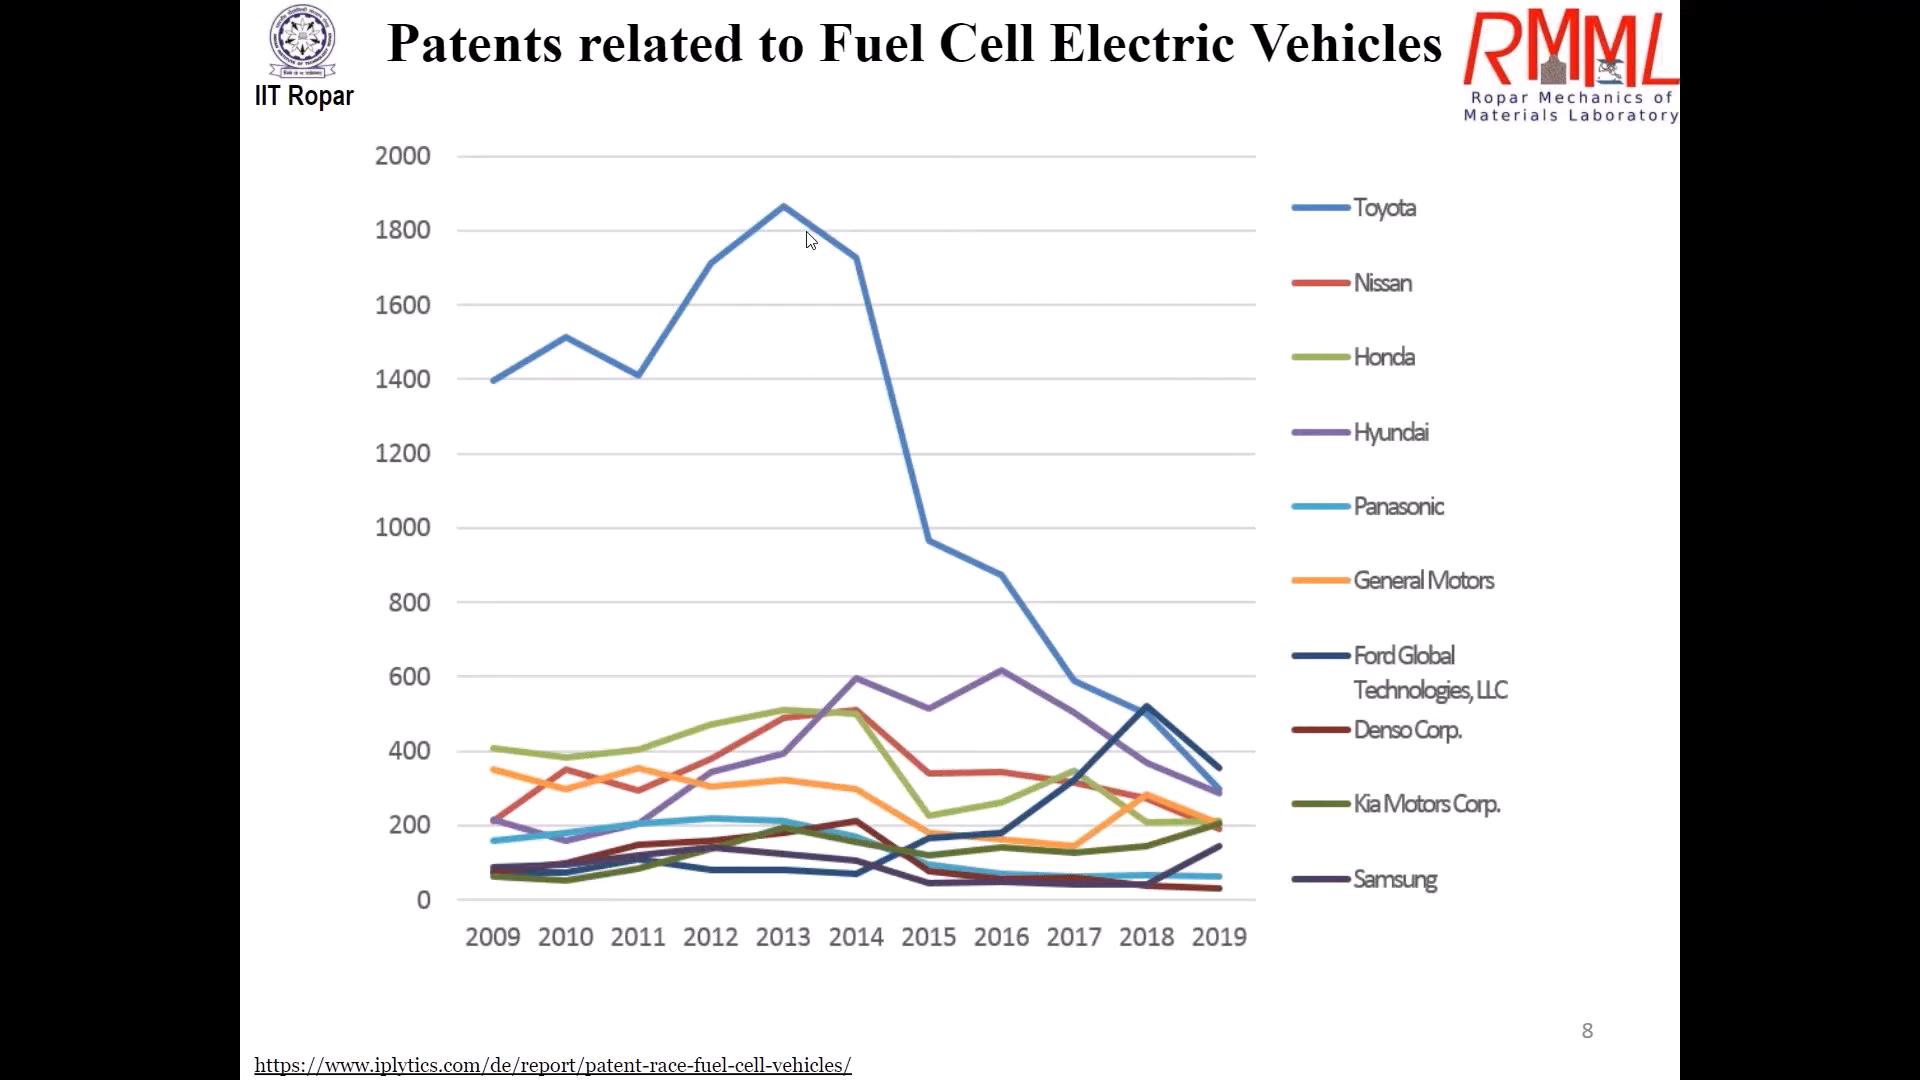 Patents related to Fuel Cell Electric Vehicles
IIT Ropar
RMML
Ropar Mechanics of
Materials Laboratory
2000
1800
1600
1400
1200
1000
800
600
400
200
0
2009 2010 2011 2012 2013 2014 2015 2016 2017 2018 2019
Toyota
Nissan
Honda
Hyundai
Panasonic
General Motors
Ford Global
Technologies, LLC
Denso Corp.
Kia Motors Corp.
Samsung
8
https://www.iplytics.com/de/report/patent-race-fuel-cell-vehicles/